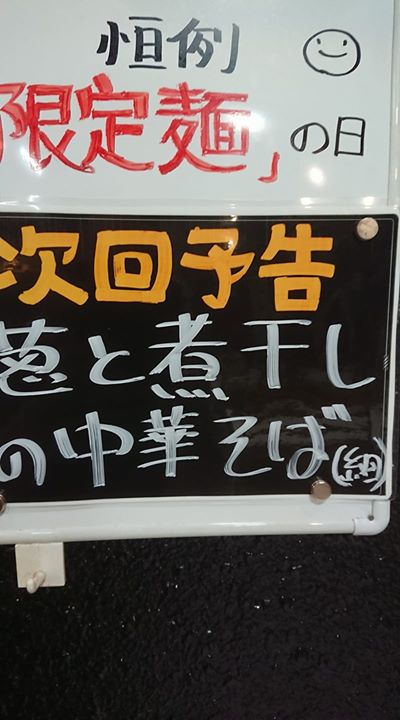 恒例
限定麺」の日
次回予告
葱と煮干し
の中華そば